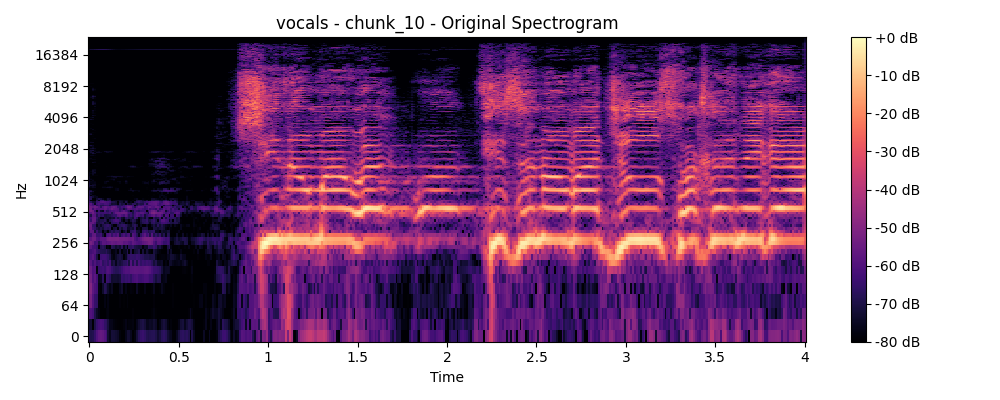 vocals - chunk_10 - Original Spectrogram
Hz
16384
8192
4096
2048
1024
512
256
128
64
0
0 0.5 1 1.5 2 2.5 3 3.5 4
Time
+0 dB
-10 dB
-20 dB
-30 dB
-40 dB
-50 dB
-60 dB
-70 dB
-80 dB